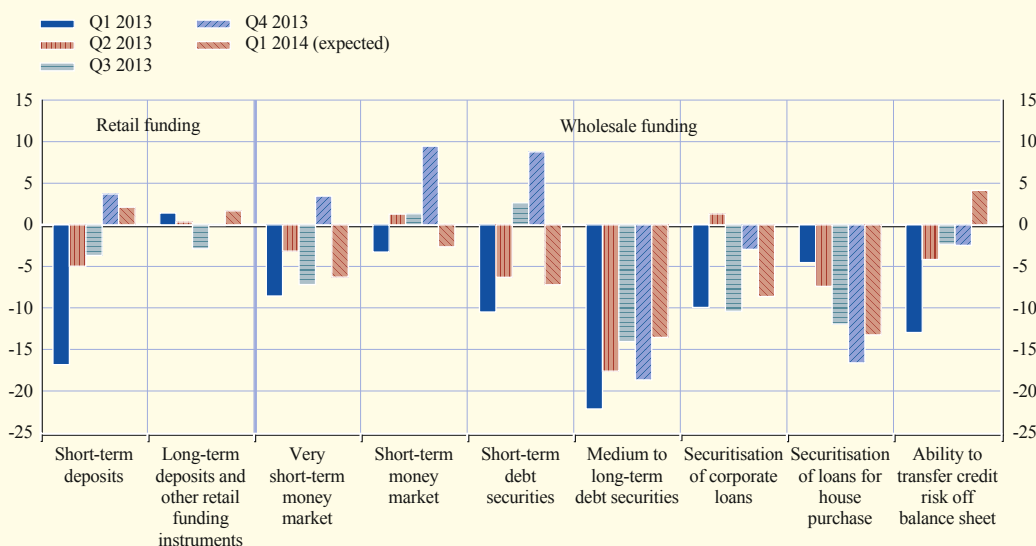 Q1 2013
Q2 2013
Q3 2013
Q4 2013
Q1 2014 (expected)
Retail funding
Wholesale funding
15
10
5
0
-5
-10
-15
-20
-25
15
10
5
0
-5
-10
-15
-20
-25
Short-term
deposits
Long-term
deposits and
other retail
funding
instruments
Very
short-term
money
market
Short-term
money
market
Short-term
debt
securities
Medium to
long-term
debt securities
Securitisation
of corporate
loans
Securitisation
of loans for
house
purchase
Ability to
transfer credit
risk off
balance sheet